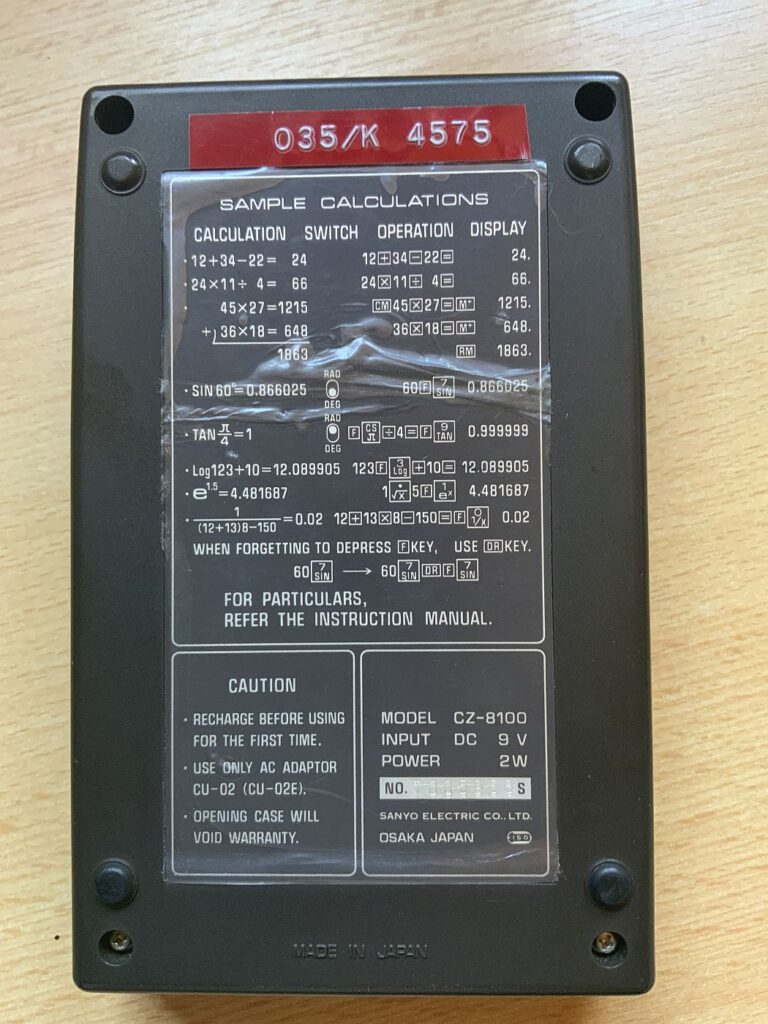 035/K 4575
SAMPLE CALCULATIONS
CALCULATION SWITCH OPERATION DISPLAY
· 12+34−22= 24 12+34−22= 24.
· 24×11÷ 4= 66 24×11÷ 4= 66.
· 45×27=1215 CM 45×27= M+ 1215.
+) 36×18= 648 36×18= M+ 648.
1863 RM 1863.
RAD
· SIN 60°=0.866025 60 F 7 SIN 0.866025
DEG
RAD
· TAN π/4=1 F CS π ÷4= F 9 TAN 0.999999
DEG
· Log123+10=12.089905 123 F 3 Log +10= 12.089905
· e^1.5=4.481687 1 • √x 5 F 1 e^x 4.481687
· 1/(12+13)8−150=0.02 12+13×8−150= F 0 1/x 0.02
WHEN FORGETTING TO DEPRESS F KEY, USE OR KEY.
60 7 SIN → 60 7 SIN OR F 7 SIN
FOR PARTICULARS,
REFER THE INSTRUCTION MANUAL.
CAUTION
· RECHARGE BEFORE USING
FOR THE FIRST TIME.
· USE ONLY AC ADAPTOR
CU-02 (CU-02E).
· OPENING CASE WILL
VOID WARRANTY.
MODEL CZ-8100
INPUT DC 9 V
POWER 2W
NO. S
SANYO ELECTRIC CO., LTD.
OSAKA JAPAN ISO
MADE IN JAPAN